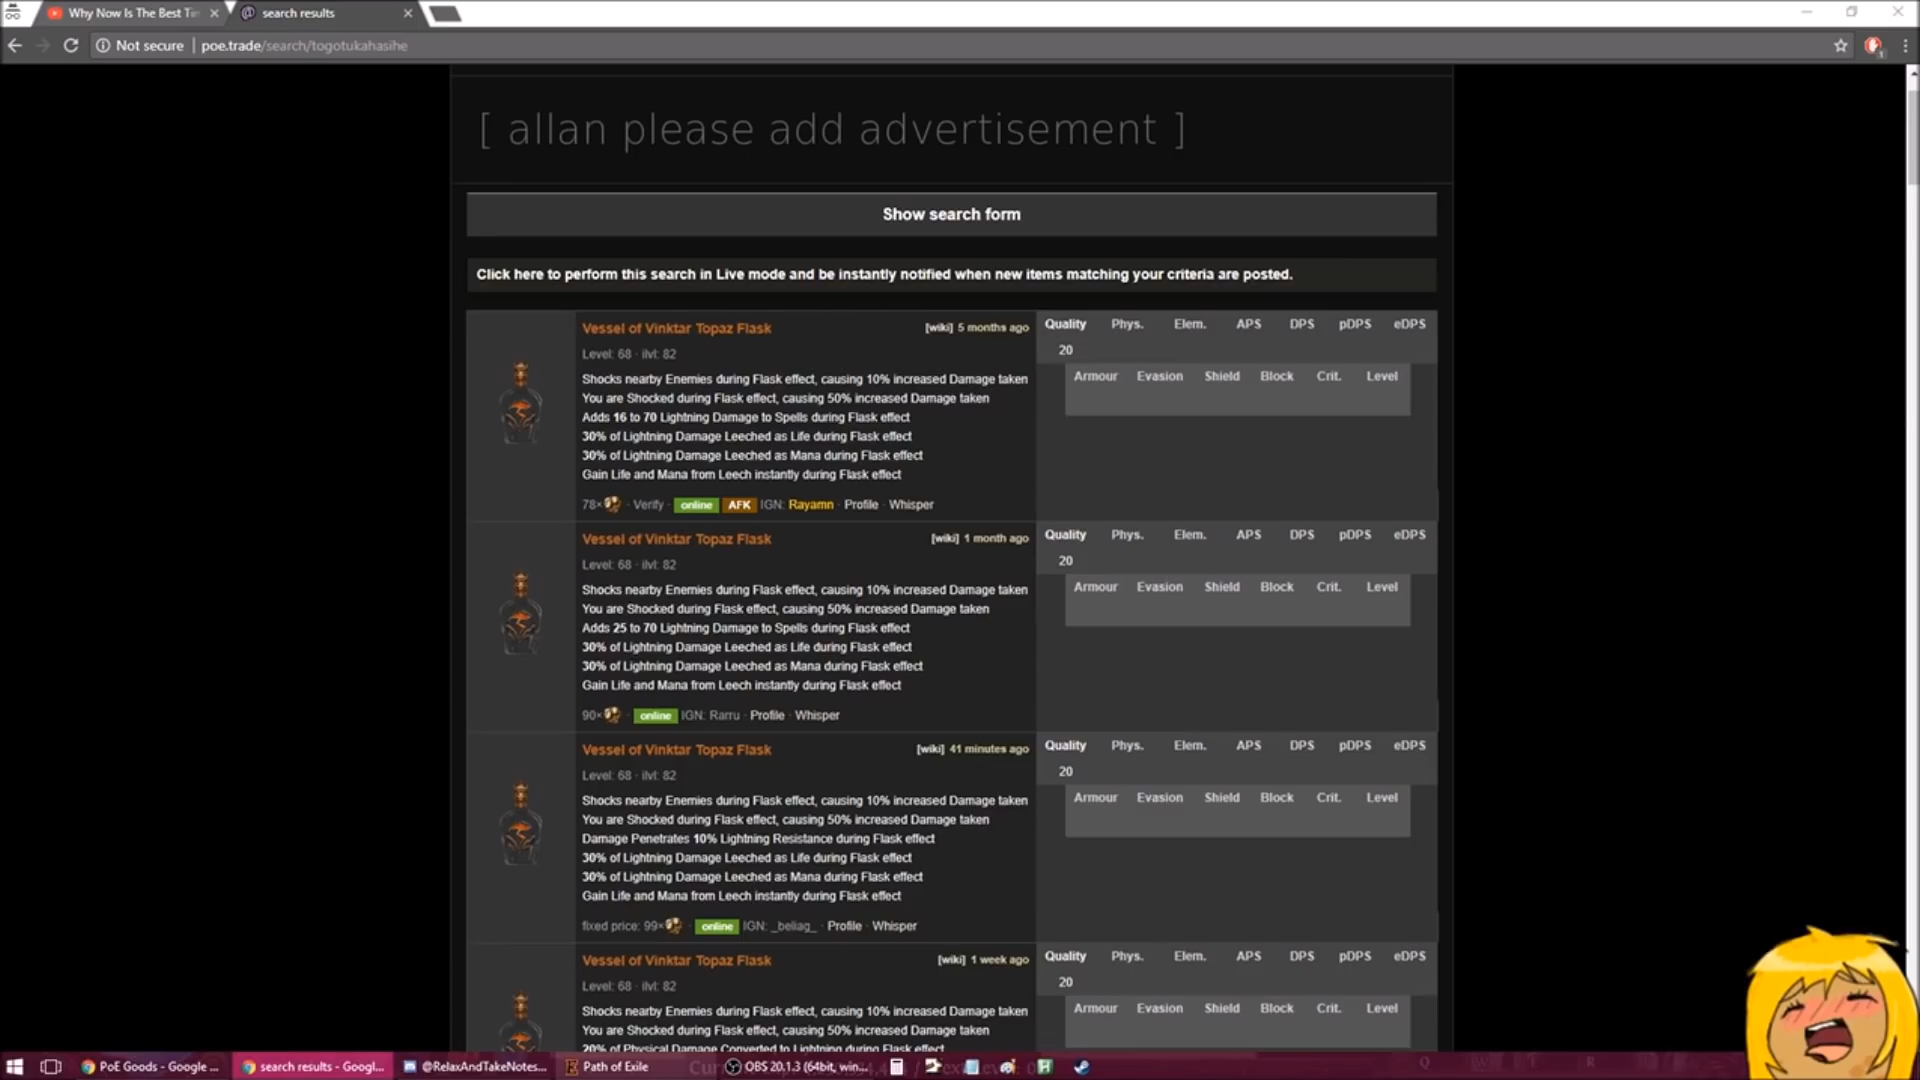 Why Now Is The Best Tim
search results
Not secure
poe.trade/search/togotukahasihe
[ allan please add advertisement ]
Show search form
Click here to perform this search in Live mode and be instantly notified when new items matching your criteria are posted.
Vessel of Vinktar Topaz Flask [wiki] 5 months ago
Quality Phys. Elem. APS DPS pDPS eDPS
20
Level: 68 · ilvl: 82
Armour Evasion Shield Block Crit. Level
Shocks nearby Enemies during Flask effect, causing 10% increased Damage taken
You are Shocked during Flask effect, causing 50% increased Damage taken
Adds 16 to 70 Lightning Damage to Spells during Flask effect
30% of Lightning Damage Leeched as Life during Flask effect
30% of Lightning Damage Leeched as Mana during Flask effect
Gain Life and Mana from Leech instantly during Flask effect
78× · Verify · online AFK IGN: Rayamn · Profile · Whisper
Vessel of Vinktar Topaz Flask [wiki] 1 month ago
Quality Phys. Elem. APS DPS pDPS eDPS
20
Level: 68 · ilvl: 82
Armour Evasion Shield Block Crit. Level
Shocks nearby Enemies during Flask effect, causing 10% increased Damage taken
You are Shocked during Flask effect, causing 50% increased Damage taken
Adds 25 to 70 Lightning Damage to Spells during Flask effect
30% of Lightning Damage Leeched as Life during Flask effect
30% of Lightning Damage Leeched as Mana during Flask effect
Gain Life and Mana from Leech instantly during Flask effect
90× · online IGN: Rarru · Profile · Whisper
Vessel of Vinktar Topaz Flask [wiki] 41 minutes ago
Quality Phys. Elem. APS DPS pDPS eDPS
20
Level: 68 · ilvl: 82
Armour Evasion Shield Block Crit. Level
Shocks nearby Enemies during Flask effect, causing 10% increased Damage taken
You are Shocked during Flask effect, causing 50% increased Damage taken
Damage Penetrates 10% Lightning Resistance during Flask effect
30% of Lightning Damage Leeched as Life during Flask effect
30% of Lightning Damage Leeched as Mana during Flask effect
Gain Life and Mana from Leech instantly during Flask effect
fixed price: 99× · online IGN: _beliag_ · Profile · Whisper
Vessel of Vinktar Topaz Flask [wiki] 1 week ago
Quality Phys. Elem. APS DPS pDPS eDPS
20
Level: 68 · ilvl: 82
Armour Evasion Shield Block Crit. Level
Shocks nearby Enemies during Flask effect, causing 10% increased Damage taken
You are Shocked during Flask effect, causing 50% increased Damage taken
20% of Physical Damage Converted to Lightning during Flask effect
PoE Goods - Google ...
search results - Googl...
@RelaxAndTakeNotes...
Path of Exile
OBS 20.1.3 (64bit, win...